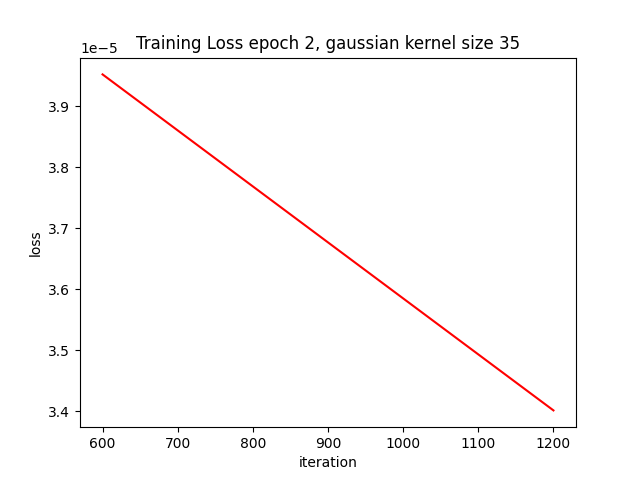 Training Loss epoch 2, gaussian kernel size 35
1e−5
3.9
3.8
3.7
3.6
3.5
3.4
loss
600 700 800 900 1000 1100 1200
iteration